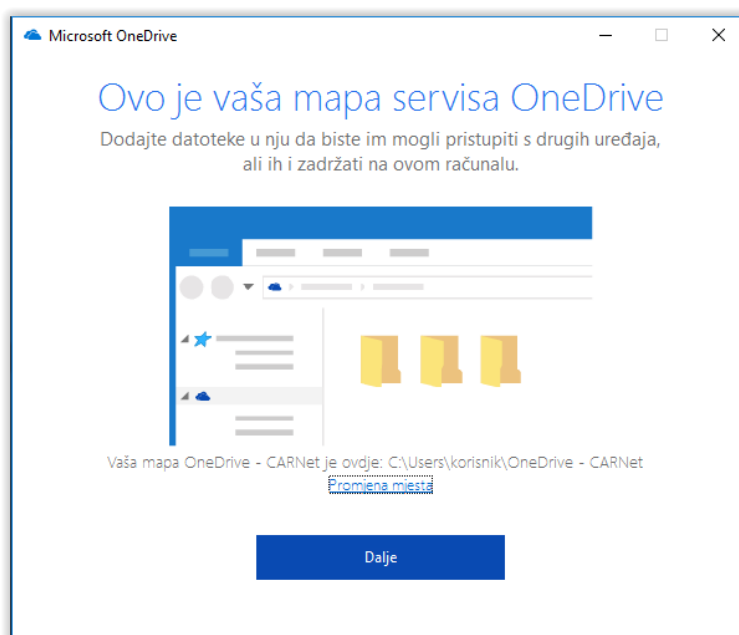 Microsoft OneDrive
Ovo je vaša mapa servisa OneDrive
Dodajte datoteke u nju da biste im mogli pristupiti s drugih uređaja,
ali ih i zadržati na ovom računalu.
Vaša mapa OneDrive - CARNet je ovdje: C:\Users\korisnik\OneDrive - CARNet
Promjena mjesta
Dalje